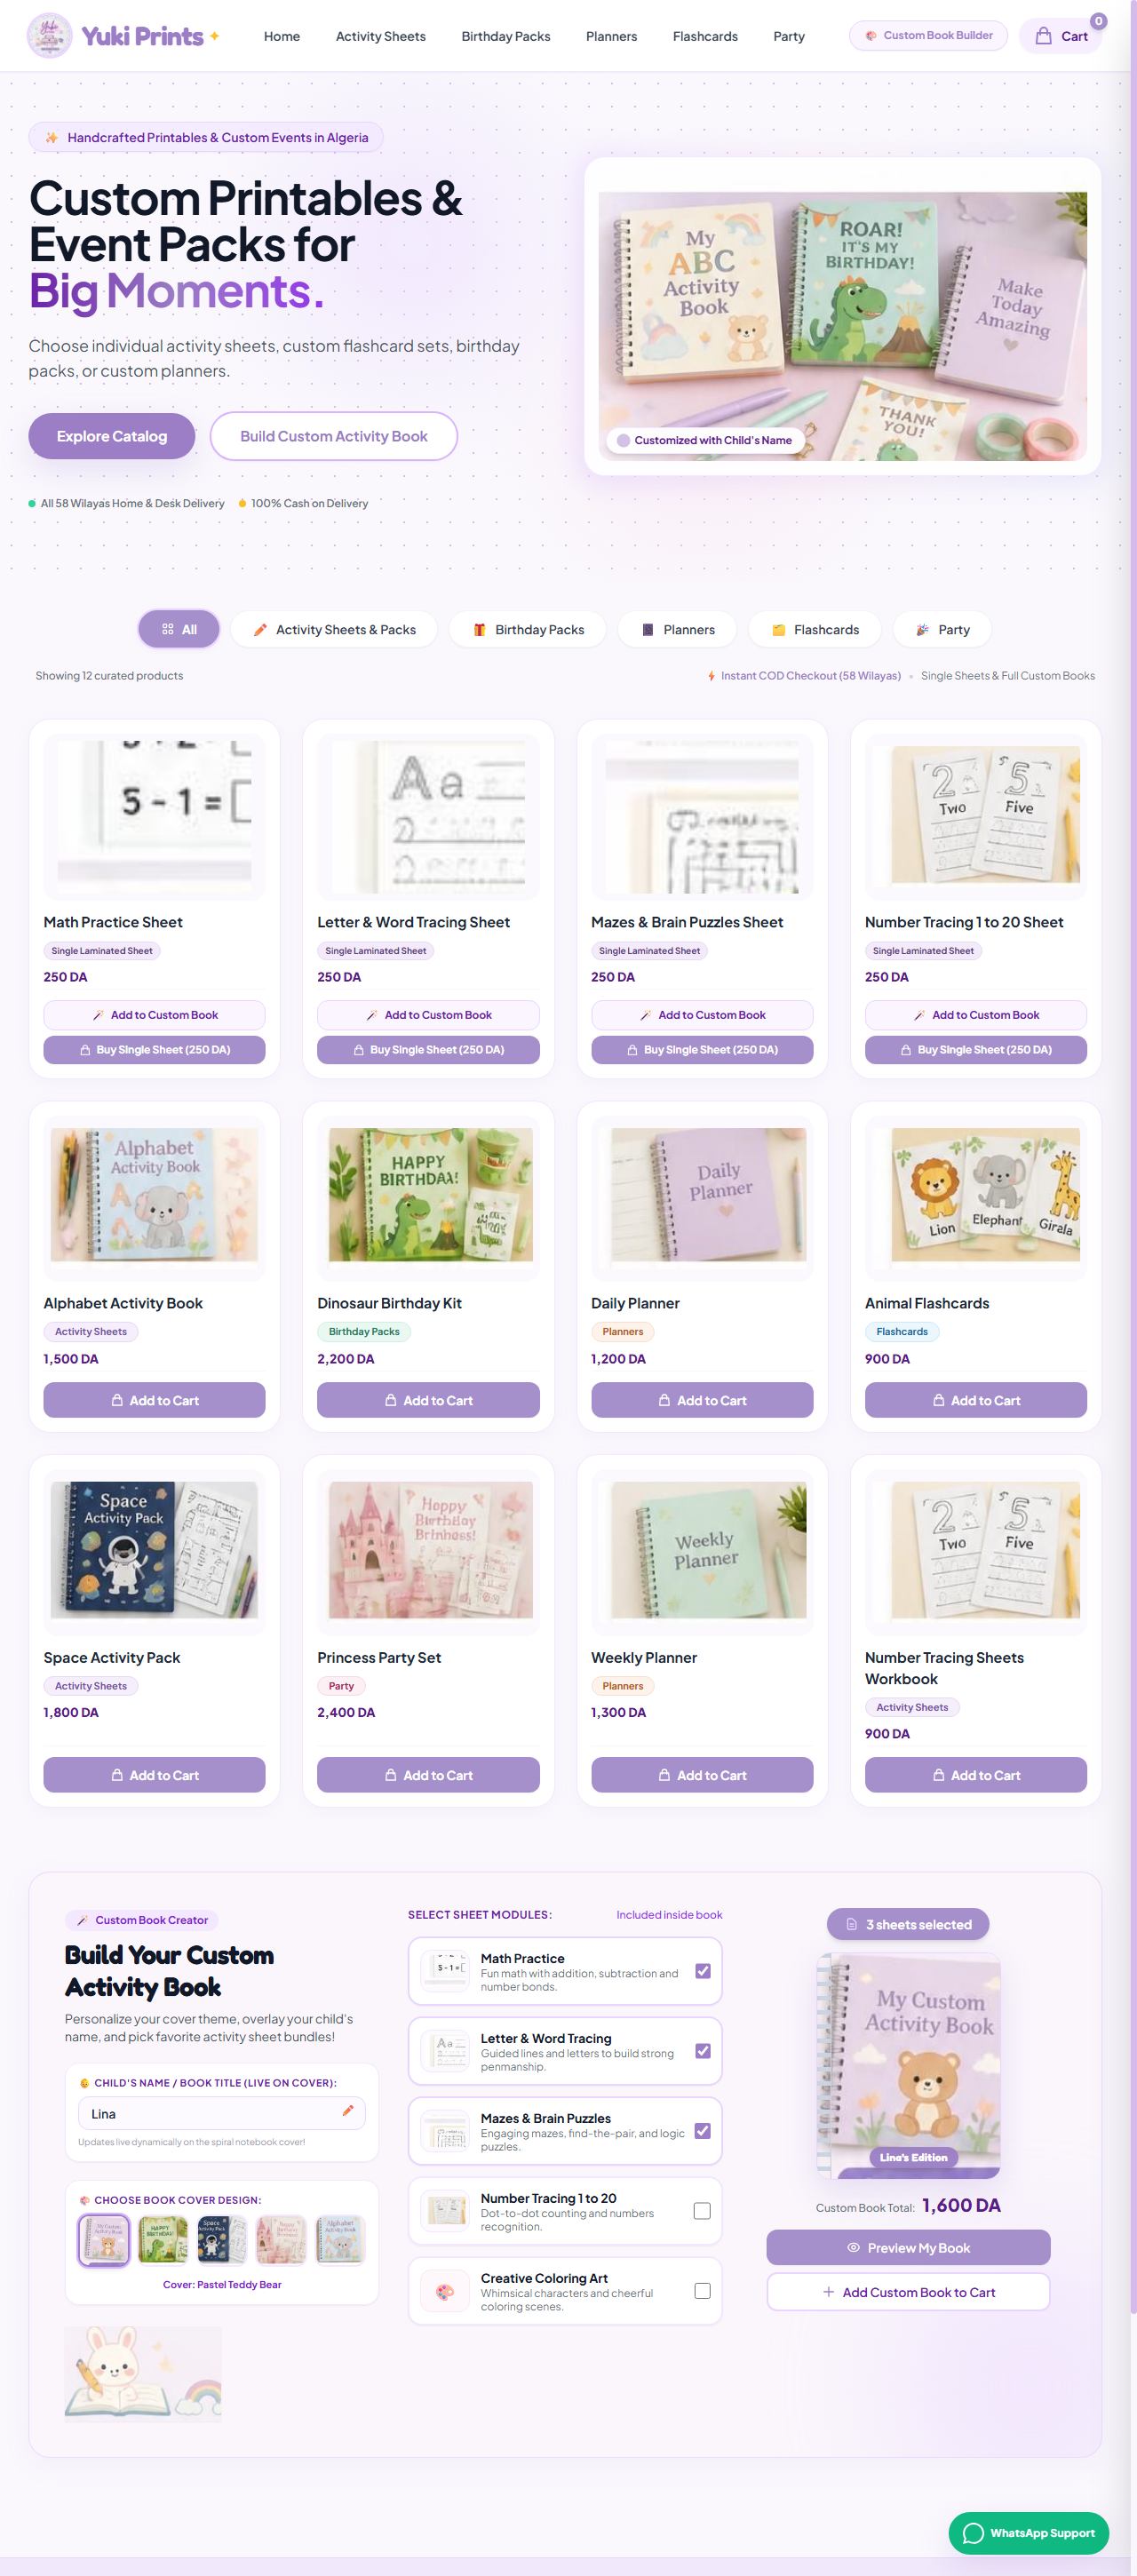 Yuki Prints
Home
Activity Sheets
Birthday Packs
Planners
Flashcards
Party
Custom Book Builder
Cart
0
Handcrafted Printables & Custom Events in Algeria
Custom Printables &
Event Packs for
Big Moments.
Choose individual activity sheets, custom flashcard sets, birthday
packs, or custom planners.
Explore Catalog
Build Custom Activity Book
All 58 Wilayas Home & Desk Delivery
100% Cash on Delivery
My
ABC
Activity
Book
ROAR!
IT'S MY
BIRTHDAY!
Make
Today
Amazing
THANK
YOU!
Customized with Child's Name
All
Activity Sheets & Packs
Birthday Packs
Planners
Flashcards
Party
Showing 12 curated products
Instant COD Checkout (58 Wilayas)
Single Sheets & Full Custom Books
5 - 1 =
Aa
2
Two
5
Five
Math Practice Sheet
Letter & Word Tracing Sheet
Mazes & Brain Puzzles Sheet
Number Tracing 1 to 20 Sheet
Single Laminated Sheet
Single Laminated Sheet
Single Laminated Sheet
Single Laminated Sheet
250 DA
250 DA
250 DA
250 DA
Add to Custom Book
Add to Custom Book
Add to Custom Book
Add to Custom Book
Buy Single Sheet (250 DA)
Buy Single Sheet (250 DA)
Buy Single Sheet (250 DA)
Buy Single Sheet (250 DA)
Alphabet
Activity Book
HAPPY
BIRTHDAY!
Daily
Planner
Lion
Elephant
Alphabet Activity Book
Dinosaur Birthday Kit
Daily Planner
Animal Flashcards
Activity Sheets
Birthday Packs
Planners
Flashcards
1,500 DA
2,200 DA
1,200 DA
900 DA
Add to Cart
Add to Cart
Add to Cart
Add to Cart
Space
Activity Pack
Weekly
Planner
2
Two
5
Five
Space Activity Pack
Princess Party Set
Weekly Planner
Number Tracing Sheets
Workbook
Activity Sheets
Party
Planners
Activity Sheets
1,800 DA
2,400 DA
1,300 DA
900 DA
Add to Cart
Add to Cart
Add to Cart
Add to Cart
Custom Book Creator
Build Your Custom
Activity Book
Personalize your cover theme, overlay your child's
name, and pick favorite activity sheet bundles!
CHILD'S NAME / BOOK TITLE (LIVE ON COVER):
Lina
Updates live dynamically on the spiral notebook cover!
CHOOSE BOOK COVER DESIGN:
Cover: Pastel Teddy Bear
SELECT SHEET MODULES:
Included inside book
Math Practice
Fun math with addition, subtraction and
number bonds.
Letter & Word Tracing
Guided lines and letters to build strong
penmanship.
Mazes & Brain Puzzles
Engaging mazes, find-the-pair, and logic
puzzles.
Number Tracing 1 to 20
Dot-to-dot counting and numbers
recognition.
Creative Coloring Art
Whimsical characters and cheerful
coloring scenes.
3 sheets selected
My Custom
Activity Book
Lina's Edition
Custom Book Total: 1,600 DA
Preview My Book
Add Custom Book to Cart
WhatsApp Support